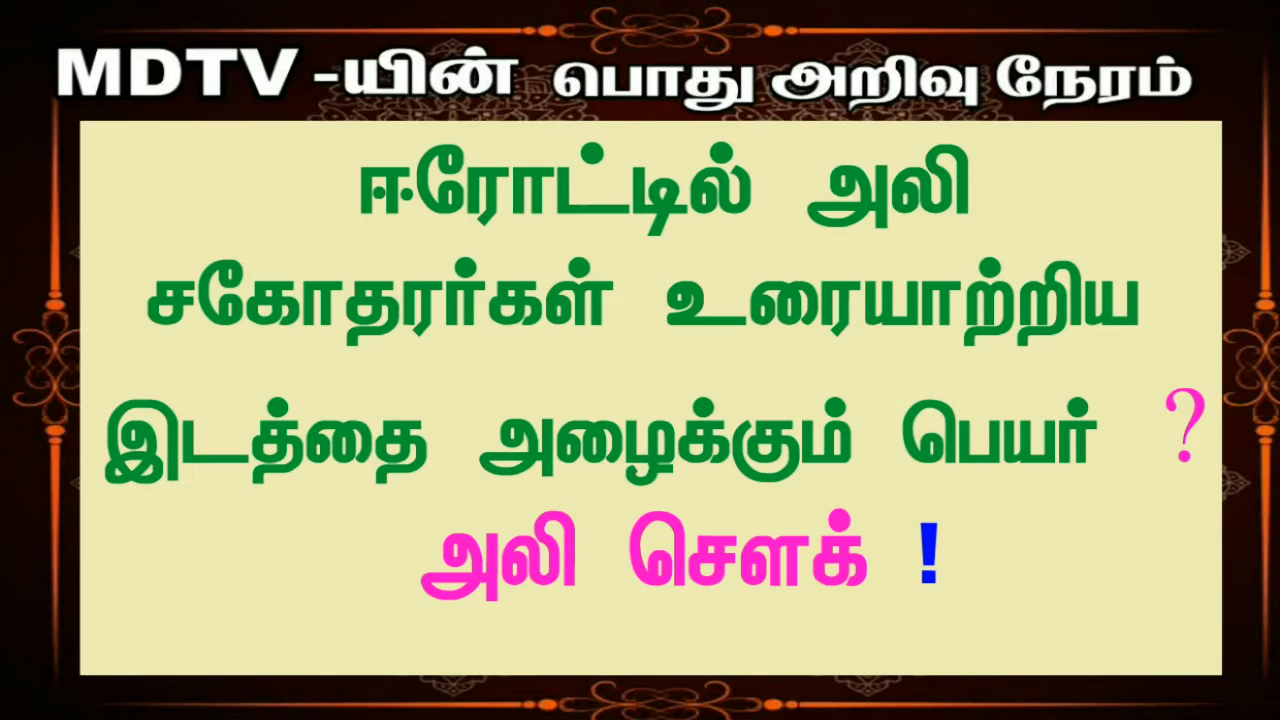 MDTV -யின் பொது அறிவு நேரம்
ஈரோட்டில் அலி
சகோதரர்கள் உரையாற்றிய
இடத்தை அழைக்கும் பெயர் ?
அலி சௌக் !